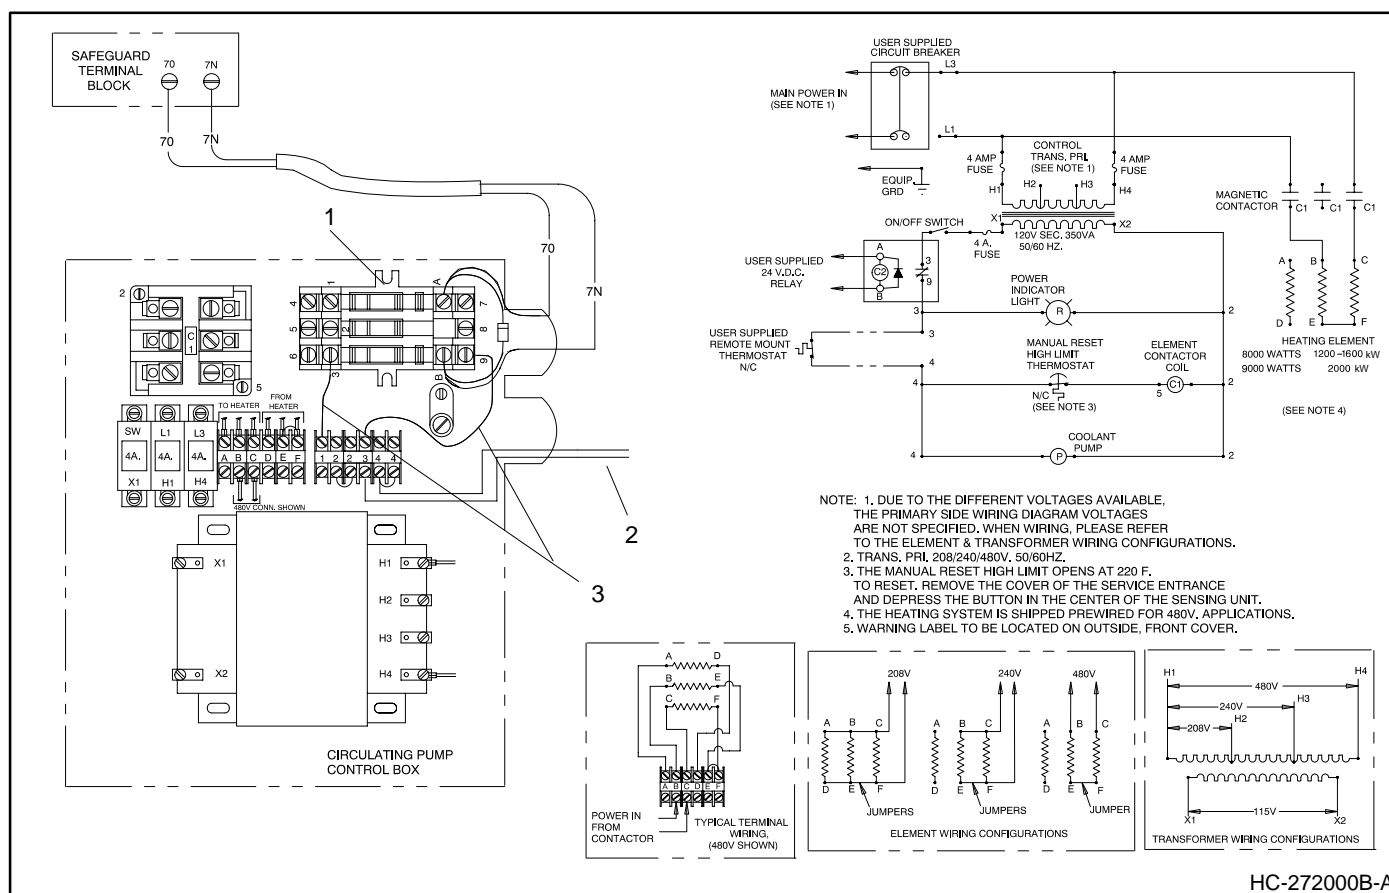 SAFEGUARD
TERMINAL
BLOCK
70
7N
70
7N
1
70
7N
2
C
1
5
1
4
5
2
6
3
A
7
8
B
9
TO HEATER
FROM
HEATER
SW
L1
L3
4A.
4A.
4A.
X1
H1
H4
A
B
C
D
E
F
1
2
2
3
4
4
480V CONN. SHOWN
2
3
X1
X2
H1
H2
H3
H4
CIRCULATING PUMP
CONTROL BOX
USER SUPPLIED
CIRCUIT BREAKER
L3
MAIN POWER IN
(SEE NOTE 1)
L1
CONTROL
TRANS, PRI.
(SEE NOTE 1)
4 AMP
FUSE
4 AMP
FUSE
EQUIP.
GRD
H1
H2
H3
H4
MAGNETIC
CONTACTOR
C1
C1
C1
ON/OFF SWITCH
X1
X2
4 A.
FUSE
120V SEC. 350VA
50/60 HZ.
USER SUPPLIED
24 V.D.C.
RELAY
A
C2
B
3
9
A
B
C
D
E
F
POWER
INDICATOR
LIGHT
3
R
2
USER SUPPLIED
REMOTE MOUNT
THERMOSTAT
N/C
3
4
MANUAL RESET
HIGH LIMIT
THERMOSTAT
ELEMENT
CONTACTOR
COIL
HEATING ELEMENT
8000 WATTS 1200-1600 kW
9000 WATTS 2000 kW
4
5
C1
2
N/C
(SEE NOTE 3)
(SEE NOTE 4)
COOLANT
PUMP
4
P
2
NOTE: 1. DUE TO THE DIFFERENT VOLTAGES AVAILABLE,
THE PRIMARY SIDE WIRING DIAGRAM VOLTAGES
ARE NOT SPECIFIED. WHEN WIRING, PLEASE REFER
TO THE ELEMENT & TRANSFORMER WIRING CONFIGURATIONS.
2. TRANS, PRI, 208/240/480V. 50/60HZ.
3. THE MANUAL RESET HIGH LIMIT OPENS AT 220 F.
TO RESET. REMOVE THE COVER OF THE SERVICE ENTRANCE
AND DEPRESS THE BUTTON IN THE CENTER OF THE SENSING UNIT.
4. THE HEATING SYSTEM IS SHIPPED PREWIRED FOR 480V. APPLICATIONS.
5. WARNING LABEL TO BE LOCATED ON OUTSIDE, FRONT COVER.
A
D
B
E
C
F
A
B
C
D
E
F
POWER IN
FROM
CONTACTOR
TYPICAL TERMINAL
WIRING,
(480V SHOWN)
208V
A
B
C
D
E
F
JUMPERS
240V
A
B
C
D
E
F
JUMPERS
480V
A
B
C
D
E
F
JUMPER
ELEMENT WIRING CONFIGURATIONS
H1
H4
480V
H3
240V
H2
208V
115V
X1
X2
TRANSFORMER WIRING CONFIGURATIONS
HC-272000B-A